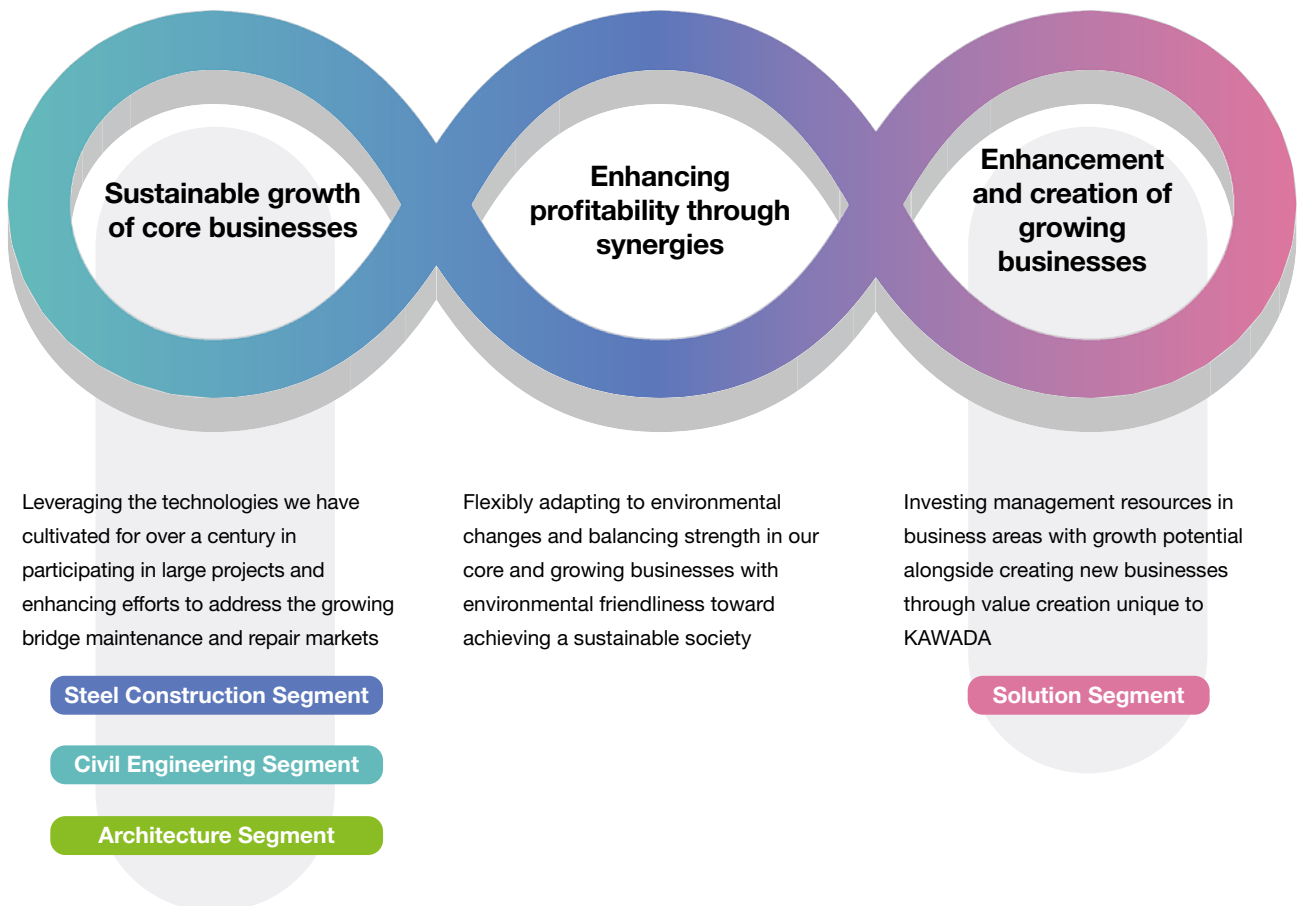 Sustainable growth
of core businesses
Enhancing
profitability through
synergies
Enhancement
and creation of
growing
businesses
Leveraging the technologies we have
cultivated for over a century in
participating in large projects and
enhancing efforts to address the growing
bridge maintenance and repair markets
Steel Construction Segment
Civil Engineering Segment
Architecture Segment
Flexibly adapting to environmental
changes and balancing strength in our
core and growing businesses with
environmental friendliness toward
achieving a sustainable society
Investing management resources in
business areas with growth potential
alongside creating new businesses
through value creation unique to
KAWADA
Solution Segment